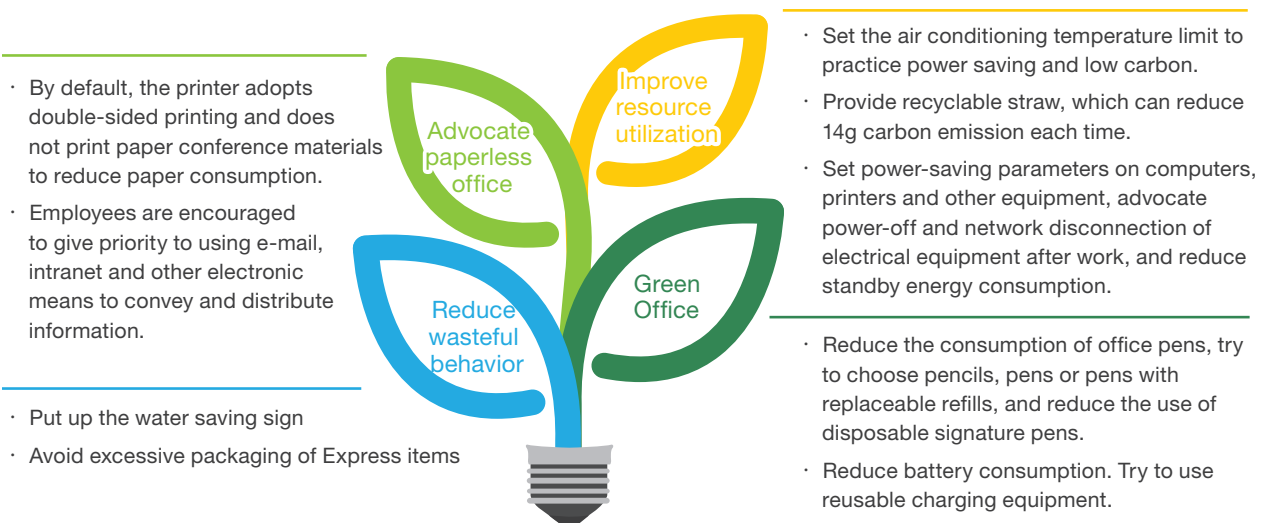 · By default, the printer adopts
double-sided printing and does
not print paper conference materials
to reduce paper consumption.
· Employees are encouraged
to give priority to using e-mail,
intranet and other electronic
means to convey and distribute
information.
· Put up the water saving sign
· Avoid excessive packaging of Express items
Advocate
paperless
office
Improve
resource
utilization
Reduce
wasteful
behavior
Green
Office
· Set the air conditioning temperature limit to
practice power saving and low carbon.
· Provide recyclable straw, which can reduce
14g carbon emission each time.
· Set power-saving parameters on computers,
printers and other equipment, advocate
power-off and network disconnection of
electrical equipment after work, and reduce
standby energy consumption.
· Reduce the consumption of office pens, try
to choose pencils, pens or pens with
replaceable refills, and reduce the use of
disposable signature pens.
· Reduce battery consumption. Try to use
reusable charging equipment.